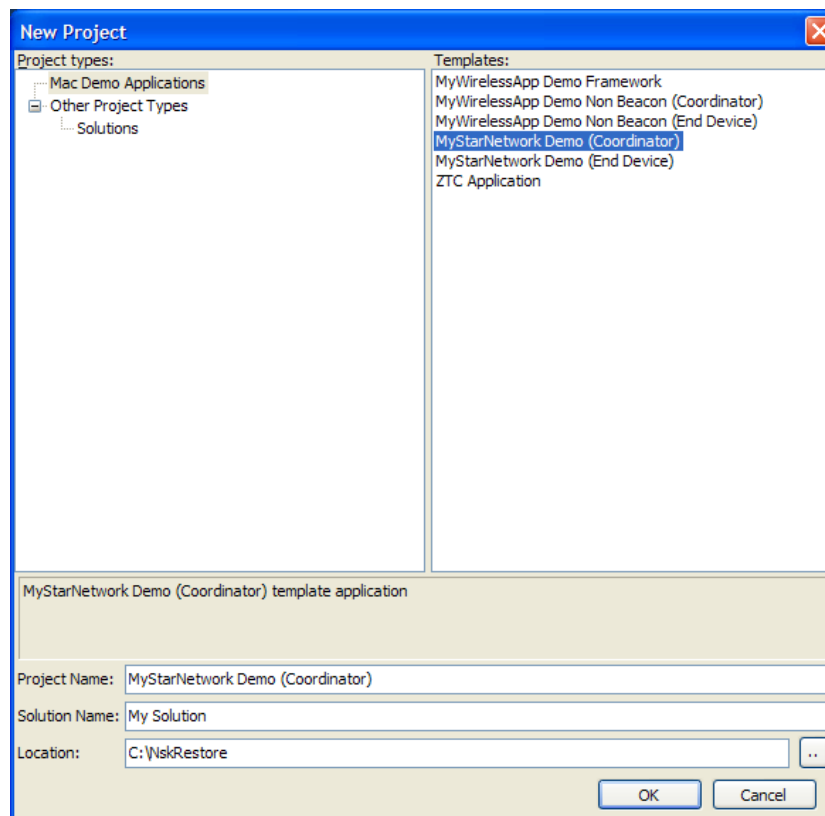 New Project
Project types:
Templates:
Mac Demo Applications
Other Project Types
Solutions
MyWirelessApp Demo Framework
MyWirelessApp Demo Non Beacon (Coordinator)
MyWirelessApp Demo Non Beacon (End Device)
MyStarNetwork Demo (Coordinator)
MyStarNetwork Demo (End Device)
ZTC Application
MyStarNetwork Demo (Coordinator) template application
Project Name: MyStarNetwork Demo (Coordinator)
Solution Name: My Solution
Location: C:\NskRestore ..
OK Cancel